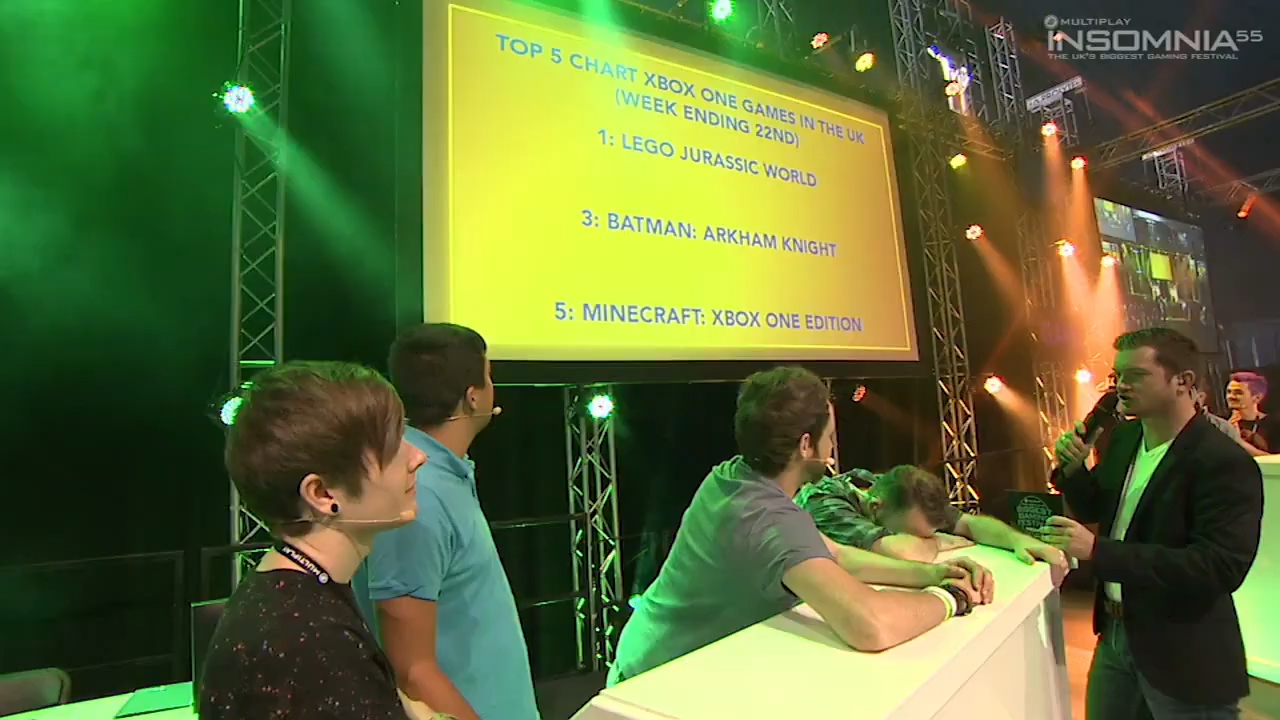 MULTIPLAY
INSOMNIA55
THE UK'S BIGGEST GAMING FESTIVAL
TOP 5 CHART XBOX ONE GAMES IN THE UK
(WEEK ENDING 22ND)
1: LEGO JURASSIC WORLD
3: BATMAN: ARKHAM KNIGHT
5: MINECRAFT: XBOX ONE EDITION
MULTIPLAY